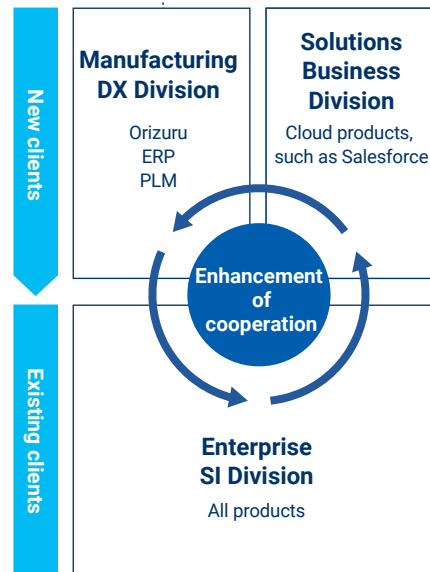 New clients
Manufacturing
DX Division
Orizuru
ERP
PLM
Solutions
Business
Division
Cloud products,
such as Salesforce
Enhancement
of
cooperation
Existing clients
Enterprise
SI Division
All products